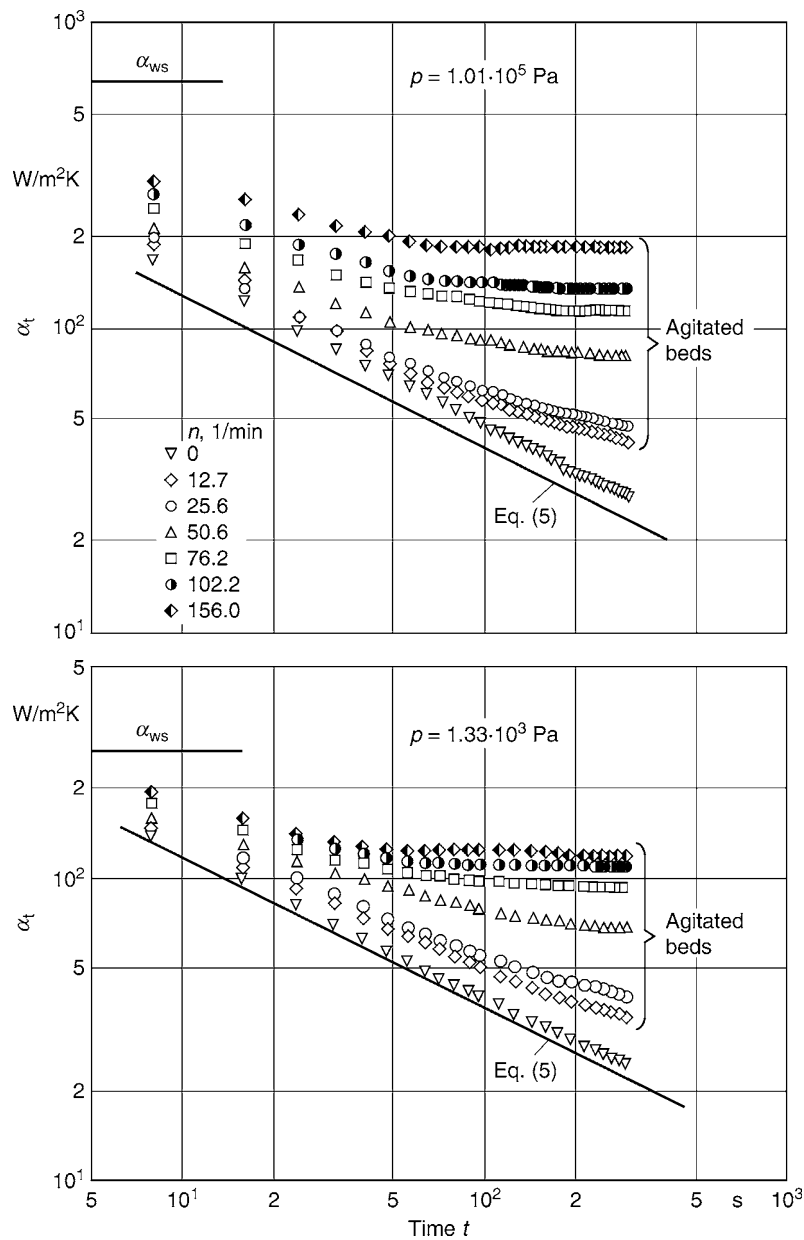 10³
α_ws
p = 1.01·10⁵ Pa
5
W/m²K
2
α_t
10²
Agitated
beds
5
n, 1/min
0
12.7
25.6
50.6
76.2
102.2
156.0
Eq. (5)
2
10¹
5
W/m²K
α_ws
p = 1.33·10³ Pa
2
10²
α_t
Agitated
beds
5
Eq. (5)
2
10¹
5 10¹ 2 5 10² 2 5 s 10³
Time t